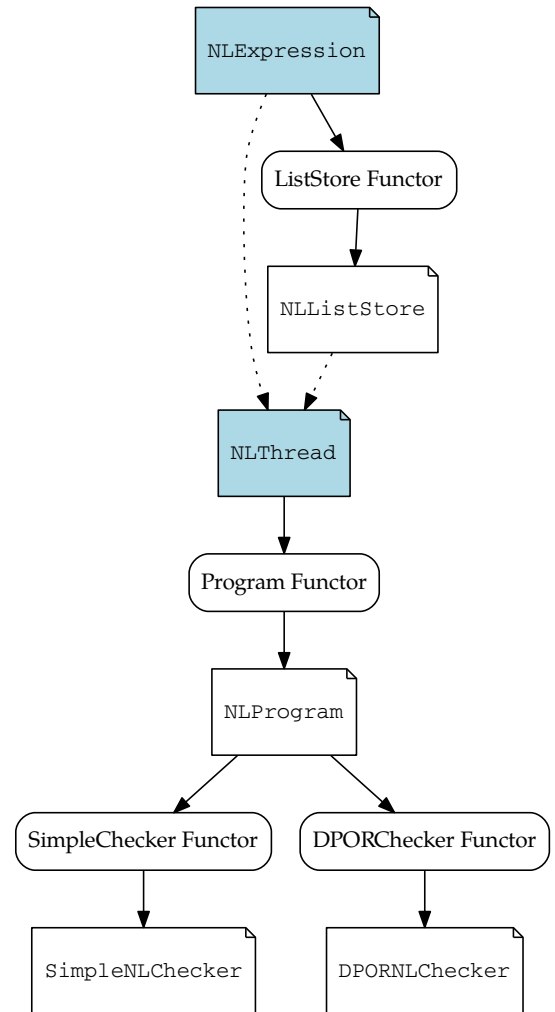 NLExpression
ListStore Functor
NLListStore
NLThread
Program Functor
NLProgram
SimpleChecker Functor
DPORChecker Functor
SimpleNLChecker
DPORNLChecker